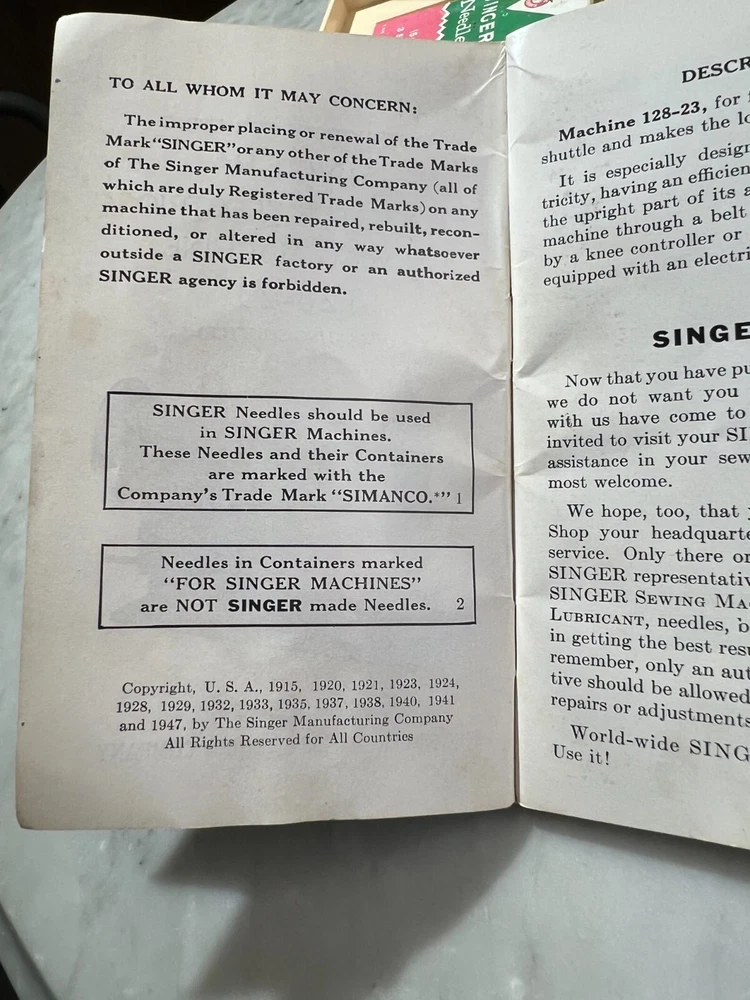 SINGER
Needle
TO ALL WHOM IT MAY CONCERN:
The improper placing or renewal of the Trade
Mark "SINGER" or any other of the Trade Marks
of The Singer Manufacturing Company (all of
which are duly Registered Trade Marks) on any
machine that has been repaired, rebuilt, recon-
ditioned, or altered in any way whatsoever
outside a SINGER factory or an authorized
SINGER agency is forbidden.
SINGER Needles should be used
in SINGER Machines.
These Needles and their Containers
are marked with the
Company's Trade Mark "SIMANCO.*" 1
Needles in Containers marked
"FOR SINGER MACHINES"
are NOT SINGER made Needles. 2
Copyright, U. S. A., 1915, 1920, 1921, 1923, 1924,
1928, 1929, 1932, 1933, 1935, 1937, 1938, 1940, 1941
and 1947, by The Singer Manufacturing Company
All Rights Reserved for All Countries
DESCR
Machine 128-23, for
shuttle and makes the lo
It is especially design
tricity, having an efficien
the upright part of its a
machine through a belt
by a knee controller or
equipped with an electri
SINGE
Now that you have pu
we do not want you
with us have come to
invited to visit your SI
assistance in your sew
most welcome.
We hope, too, that
Shop your headquarte
service. Only there or
SINGER representativ
SINGER SEWING MA
LUBRICANT, needles, b
in getting the best resu
remember, only an aut
tive should be allowed
repairs or adjustments
World-wide SING
Use it!